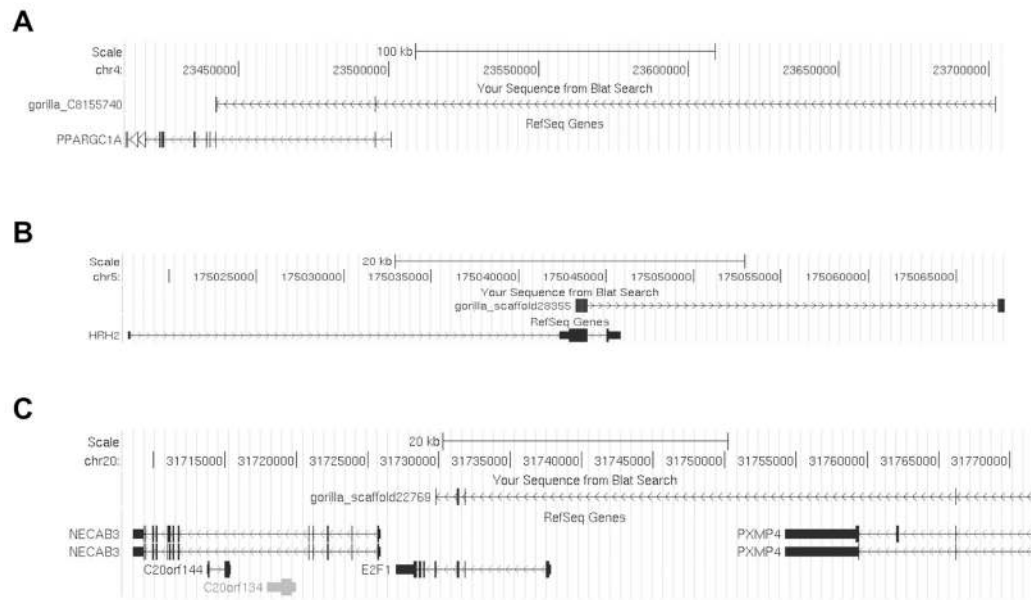 A
Scale 100 kb
chr4: 23450000 23500000 23550000 23600000 23650000 23700000
Your Sequence from Blat Search
gorilla_C8155740
RefSeq Genes
PPARGC1A
B
Scale 20 kb
chr5: 175025000 175030000 175035000 175040000 175045000 175050000 175055000 175060000 175065000
Your Sequence from Blat Search
gorilla_scaffold28355
RefSeq Genes
HRH2
C
Scale 20 kb
chr20: 31715000 31720000 31725000 31730000 31735000 31740000 31745000 31750000 31755000 31760000 31765000 31770000
Your Sequence from Blat Search
gorilla_scaffold22769
RefSeq Genes
NECAB3 PXMP4
NECAB3 PXMP4
C20orf144 E2F1
C20orf134